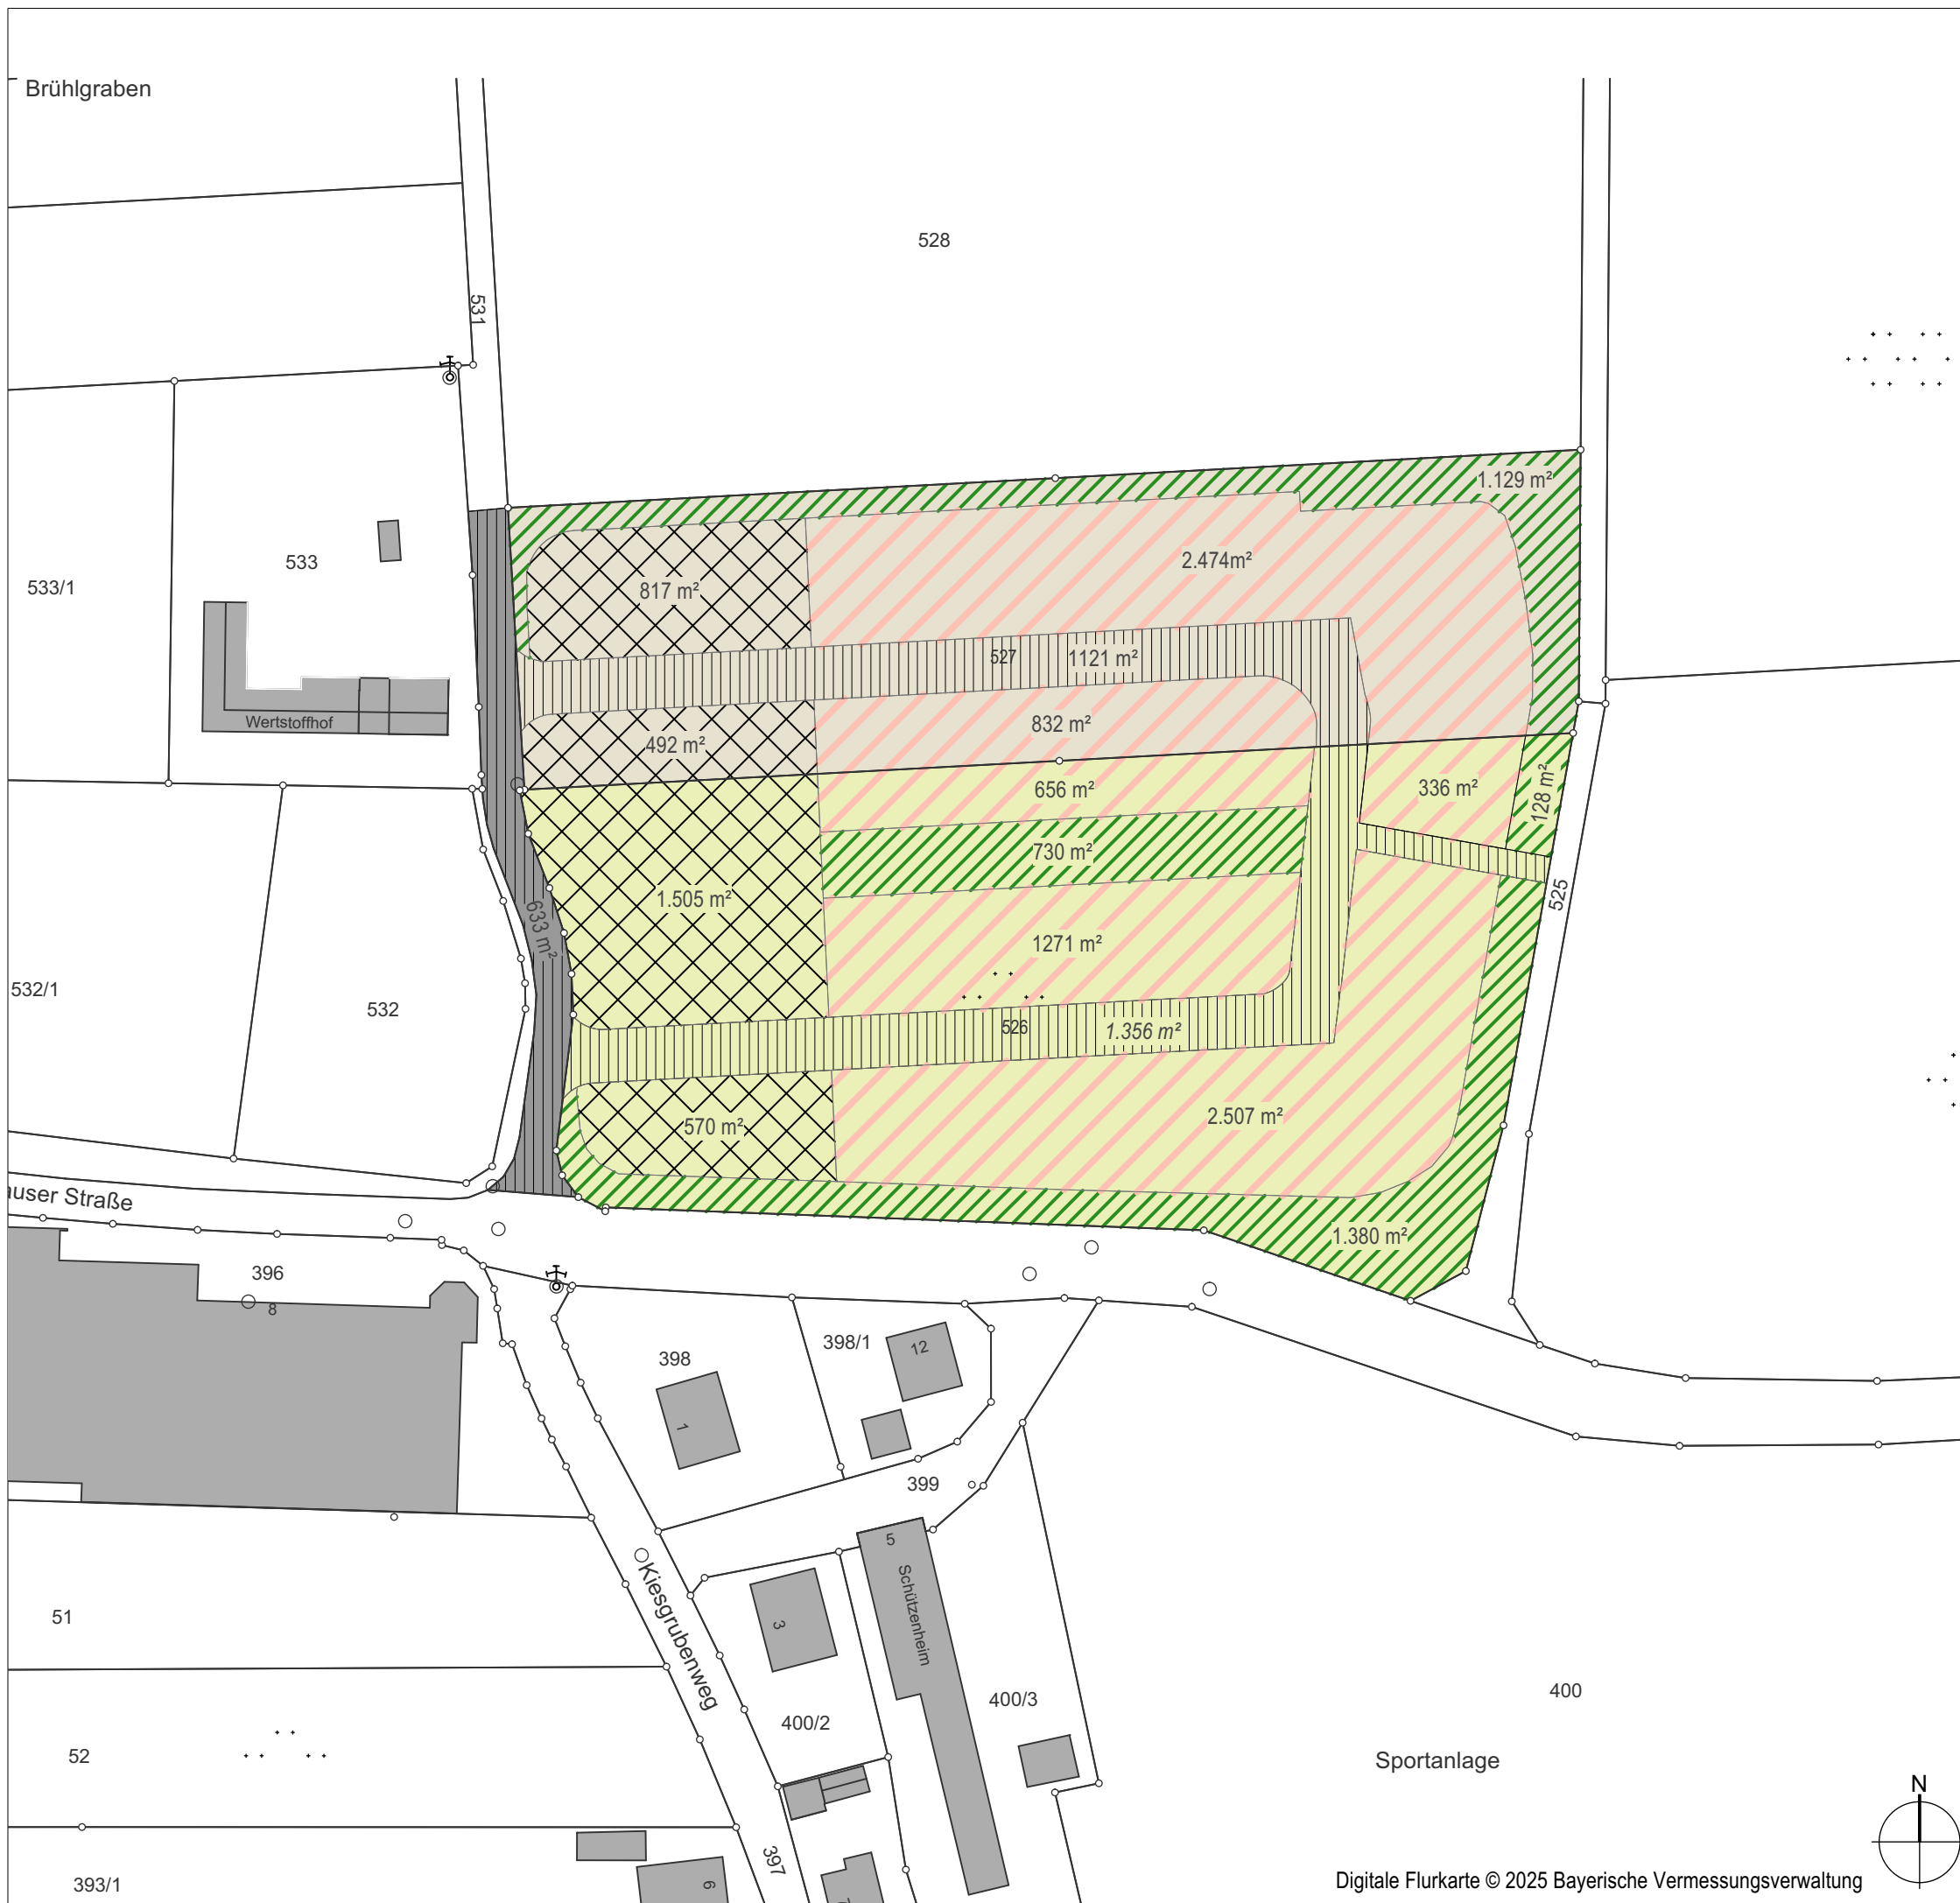 Brühlgraben
528
531
1.129 m²
533
533/1
817 m²
2.474m²
527
1121 m²
Wertstoffhof
492 m²
832 m²
656 m²
336 m²
128 m²
730 m²
1.505 m²
633 m²
525
1271 m²
532/1
532
526
1.356 m²
570 m²
2.507 m²
auser Straße
1.380 m²
396
8
398
398/1
12
1
399
5
Schützenheim
Kiesgrubenweg
3
51
400/2
400/3
400
52
Sportanlage
N
397
6
393/1
Digitale Flurkarte © 2025 Bayerische Vermessungsverwaltung